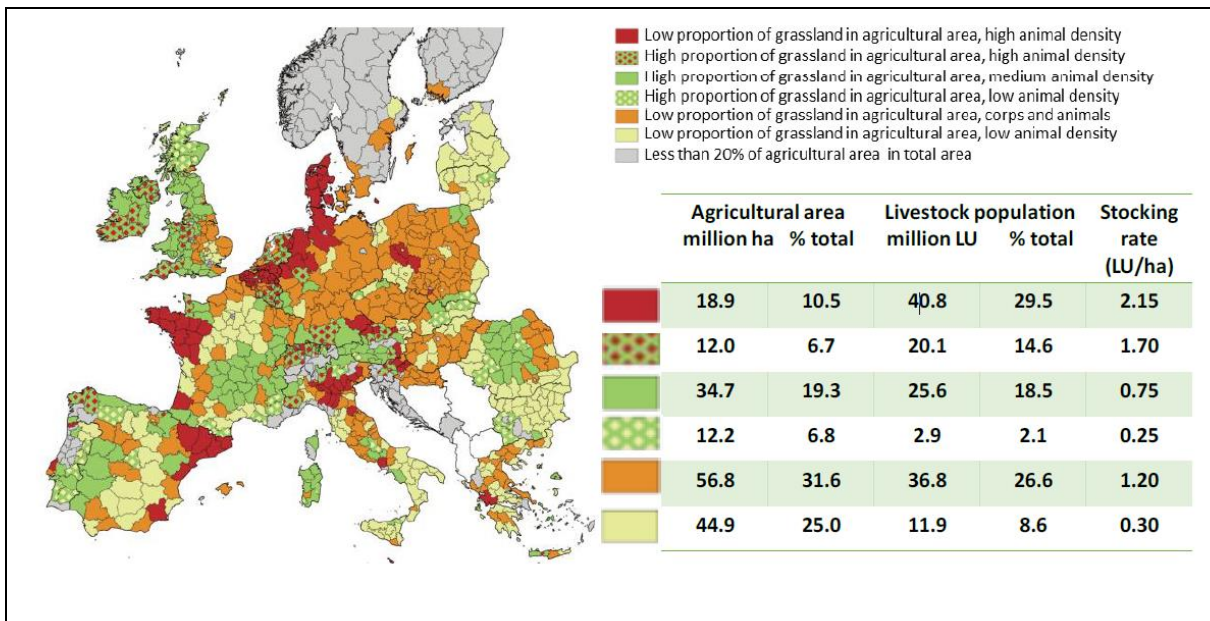 Low proportion of grassland in agricultural area, high animal density
High proportion of grassland in agricultural area, high animal density
High proportion of grassland in agricultural area, medium animal density
High proportion of grassland in agricultural area, low animal density
Low proportion of grassland in agricultural area, corps and animals
Low proportion of grassland in agricultural area, low animal density
Less than 20% of agricultural area in total area
Agricultural area Livestock population Stocking
million ha % total million LU % total rate
(LU/ha)
18.9 10.5 40.8 29.5 2.15
12.0 6.7 20.1 14.6 1.70
34.7 19.3 25.6 18.5 0.75
12.2 6.8 2.9 2.1 0.25
56.8 31.6 36.8 26.6 1.20
44.9 25.0 11.9 8.6 0.30